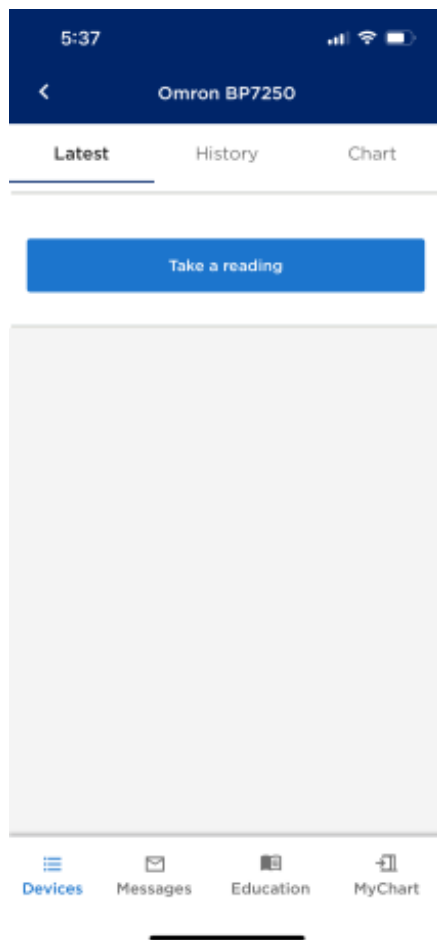 5:37
Omron BP7250
Latest History Chart
Take a reading
Devices Messages Education MyChart